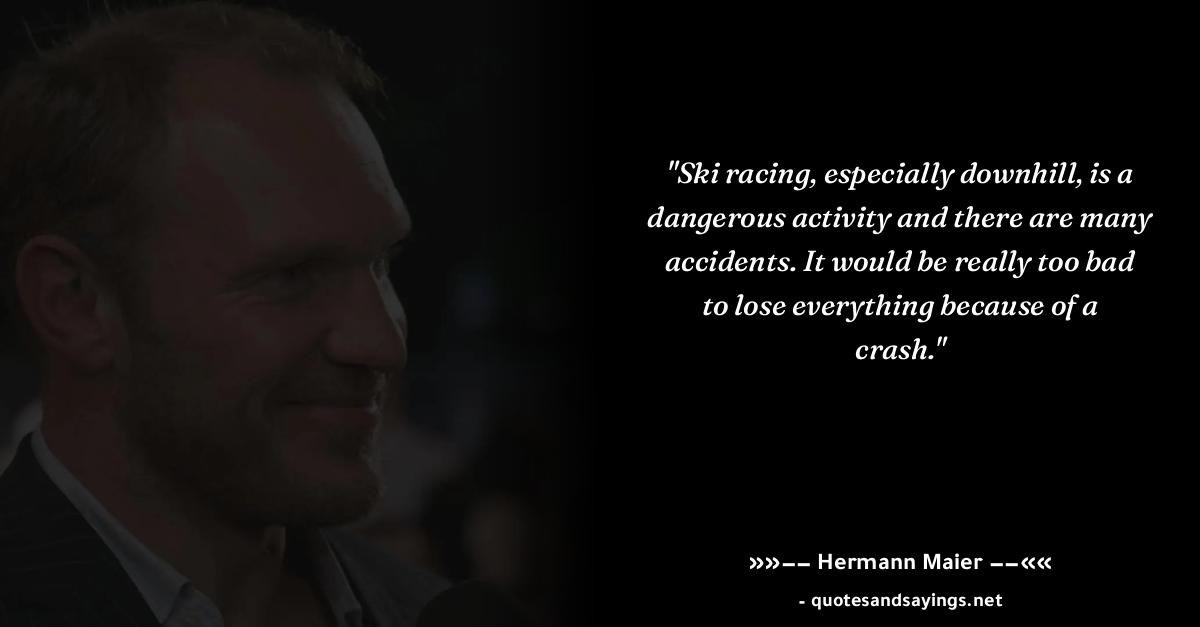 "Ski racing, especially downhill, is a
dangerous activity and there are many
accidents. It would be really too bad
to lose everything because of a
crash."
»»−− Hermann Maier −−««
- quotesandsayings.net